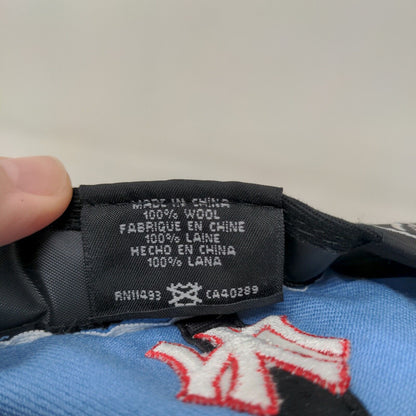 MADE IN CHINA
100% WOOL
FABRIQUE EN CHINE
100% LAINE
HECHO EN CHINA
100% LANA
RN11493 CA40289